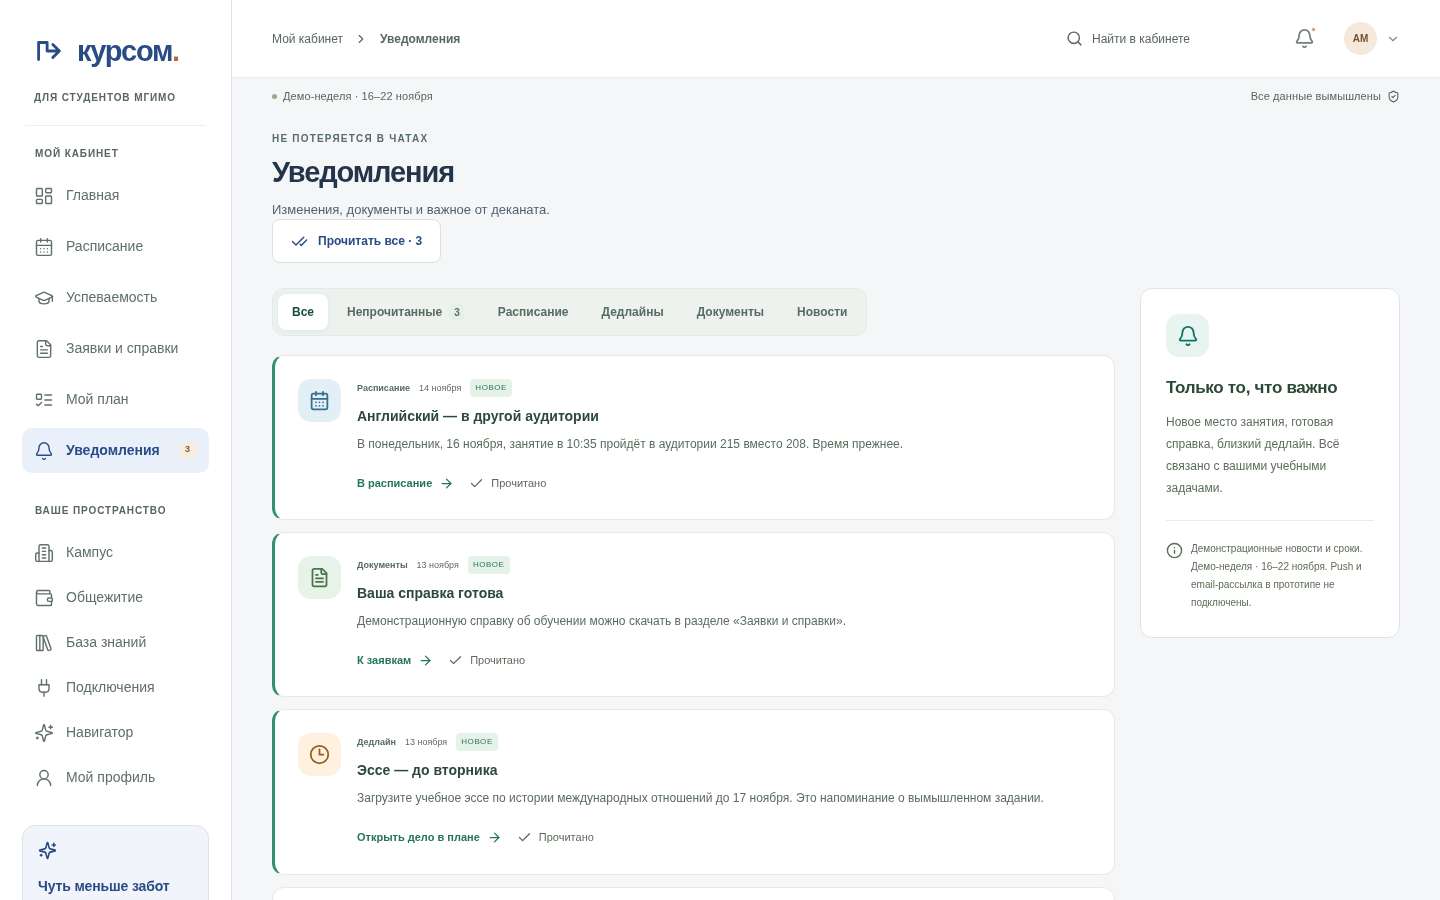 курсом.
ДЛЯ СТУДЕНТОВ МГИМО
МОЙ КАБИНЕТ
Главная
Расписание
Успеваемость
Заявки и справки
Мой план
Уведомления 3
ВАШЕ ПРОСТРАНСТВО
Кампус
Общежитие
База знаний
Подключения
Навигатор
Мой профиль
Чуть меньше забот
Мой кабинет Уведомления
Найти в кабинете
АМ
Демо-неделя · 16–22 ноября
Все данные вымышлены
НЕ ПОТЕРЯЕТСЯ В ЧАТАХ
Уведомления
Изменения, документы и важное от деканата.
Прочитать все · 3
Все Непрочитанные 3 Расписание Дедлайны Документы Новости
Расписание 14 ноября НОВОЕ
Английский — в другой аудитории
В понедельник, 16 ноября, занятие в 10:35 пройдёт в аудитории 215 вместо 208. Время прежнее.
В расписание Прочитано
Документы 13 ноября НОВОЕ
Ваша справка готова
Демонстрационную справку об обучении можно скачать в разделе «Заявки и справки».
К заявкам Прочитано
Дедлайн 13 ноября НОВОЕ
Эссе — до вторника
Загрузите учебное эссе по истории международных отношений до 17 ноября. Это напоминание о вымышленном задании.
Открыть дело в плане Прочитано
Только то, что важно
Новое место занятия, готовая
справка, близкий дедлайн. Всё
связано с вашими учебными
задачами.
Демонстрационные новости и сроки.
Демо-неделя · 16–22 ноября. Push и
email-рассылка в прототипе не
подключены.